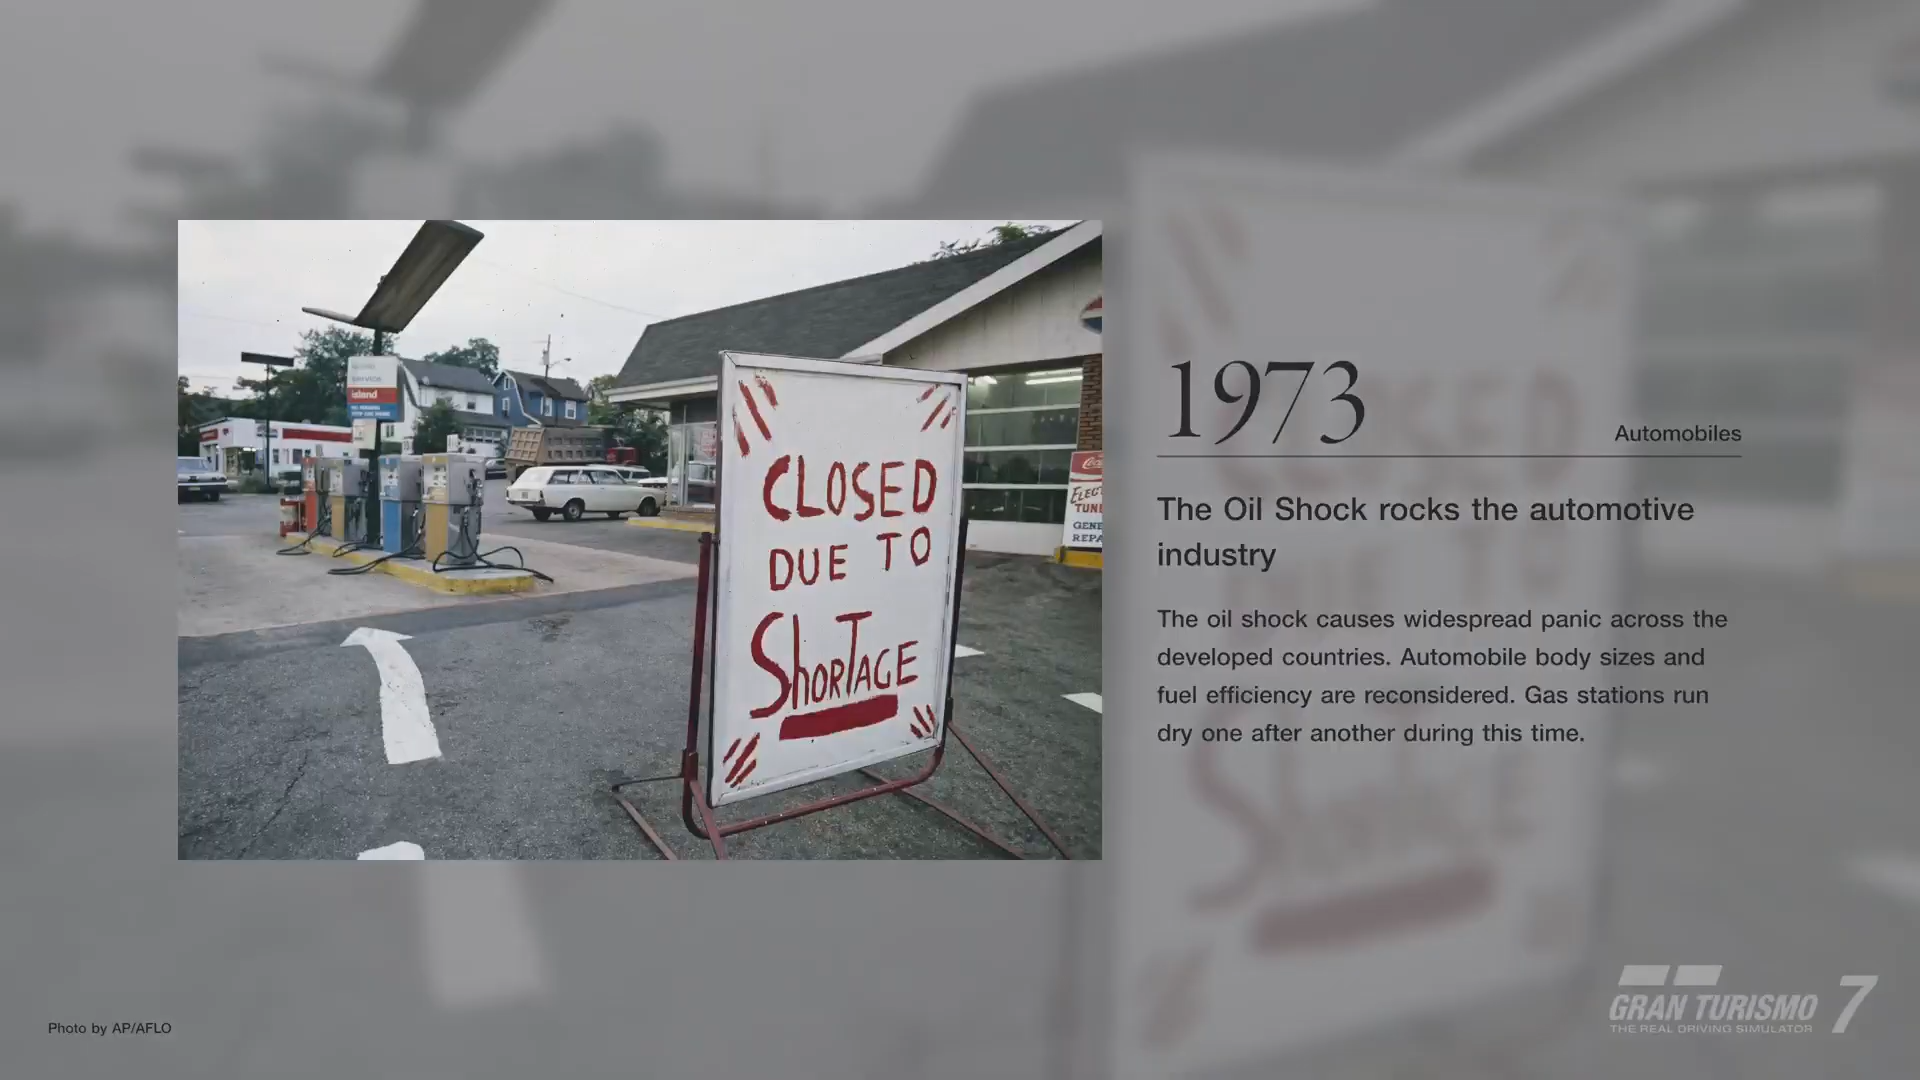 island
CLOSED
DUE TO
ShorTAGE
1973
Automobiles
The Oil Shock rocks the automotive
industry
The oil shock causes widespread panic across the
developed countries. Automobile body sizes and
fuel efficiency are reconsidered. Gas stations run
dry one after another during this time.
Photo by AP/AFLO
GRAN TURISMO 7
THE REAL DRIVING SIMULATOR